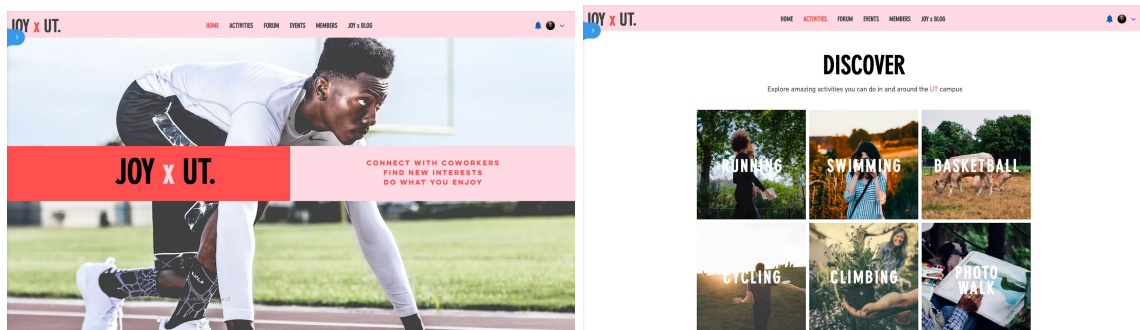 JOY x UT.
HOME ACTIVITIES FORUM EVENTS MEMBERS JOY x BLOG
JOY x UT.
CONNECT WITH COWORKERS
FIND NEW INTERESTS
DO WHAT YOU ENJOY
JOY x UT.
HOME ACTIVITIES FORUM EVENTS MEMBERS JOY x BLOG
DISCOVER
Explore amazing activities you can do in and around the UT campus
RUNNING SWIMMING BASKETBALL
CYCLING CLIMBING PHOTO
WALK